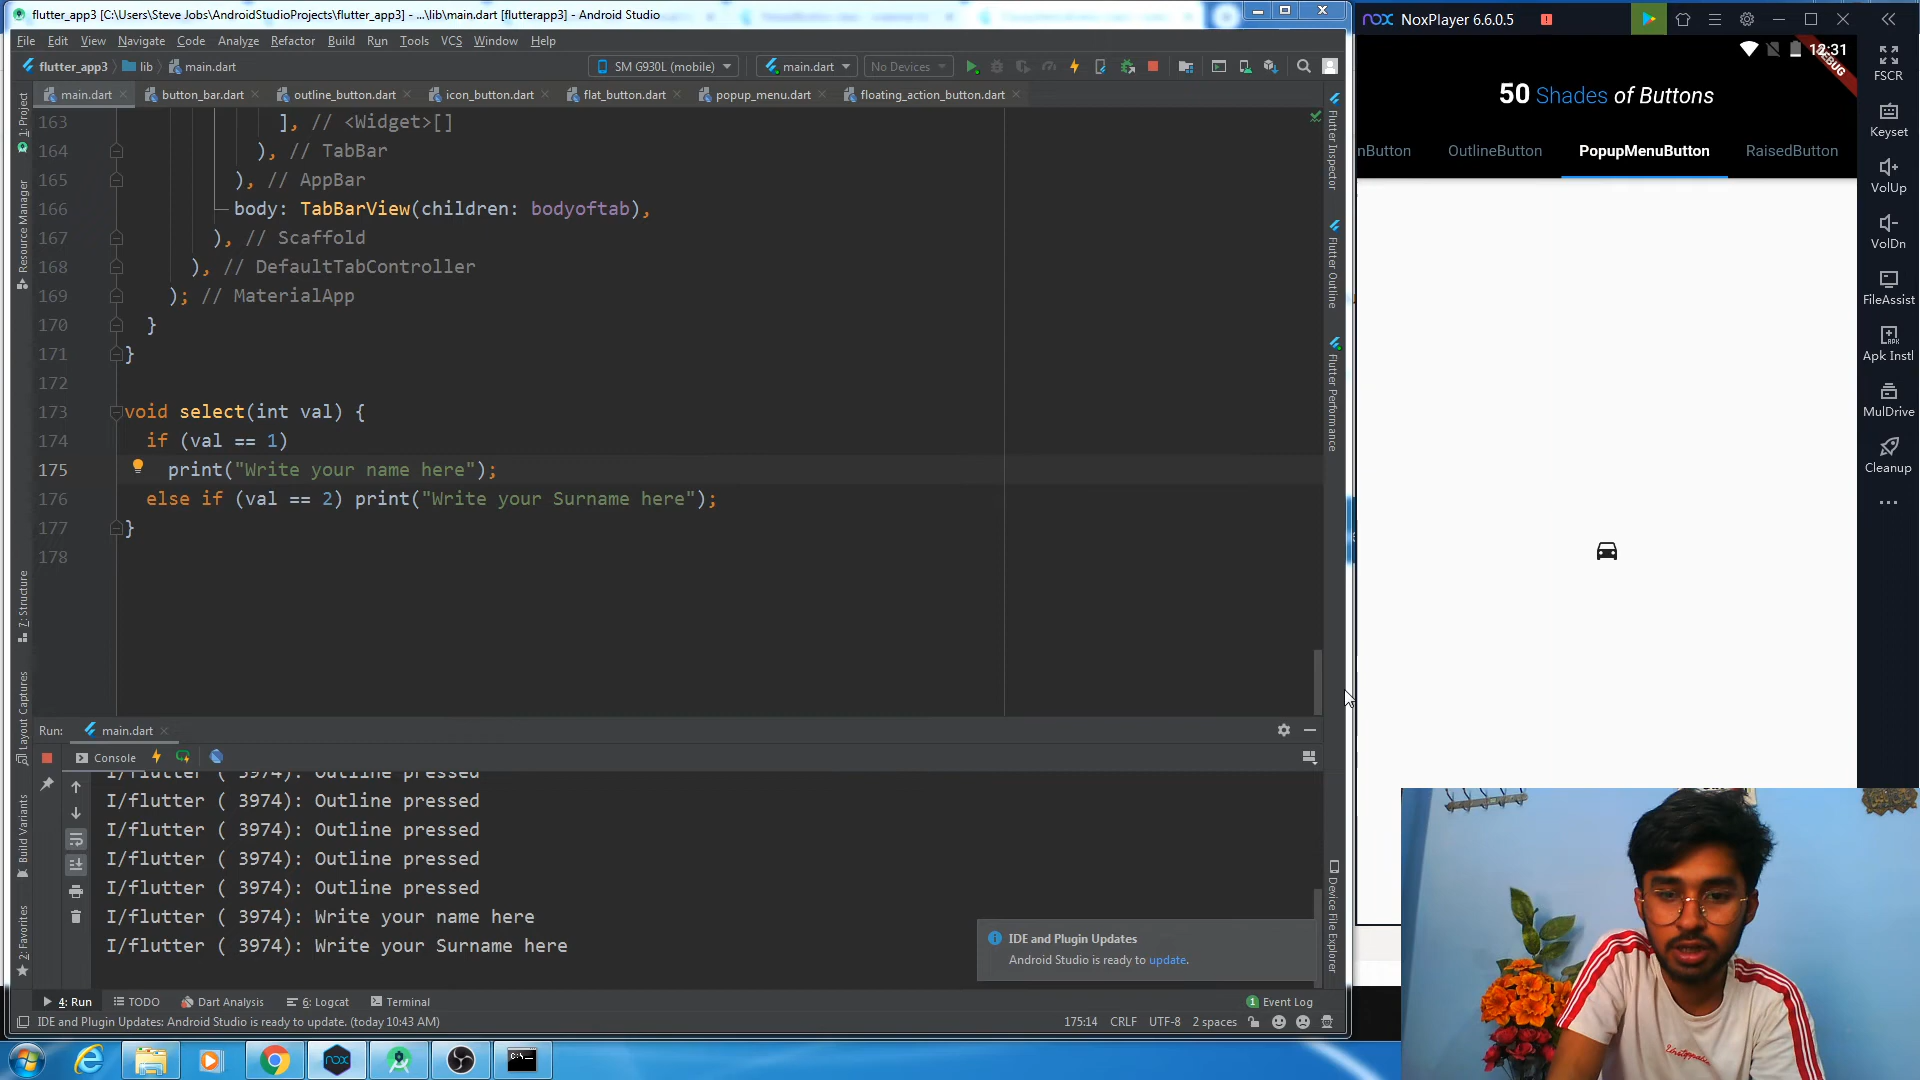 flutter_app3 [C:\Users\Steve Jobs\AndroidStudioProjects\flutter_app3] - ...\lib\main.dart [flutterapp3] - Android Studio
File Edit View Navigate Code Analyze Refactor Build Run Tools VCS Window Help
flutter_app3 lib main.dart
SM G930L (mobile) main.dart No Devices
main.dart button_bar.dart outline_button.dart icon_button.dart flat_button.dart popup_menu.dart floating_action_button.dart
163 ], // <Widget>[]
164 ), // TabBar
165 ), // AppBar
166 body: TabBarView(children: bodyoftab),
167 ), // Scaffold
168 ), // DefaultTabController
169 ); // MaterialApp
170 }
171 }
172
173 void select(int val) {
174 if (val == 1)
175 print("Write your name here");
176 else if (val == 2) print("Write your Surname here");
177 }
178
1: Project
Resource Manager
7: Structure
Layout Captures
Build Variants
2: Favorites
Flutter Inspector
Flutter Outline
Flutter Performance
Device File Explorer
Run: main.dart
Console
I/flutter ( 3974): Outline pressed
I/flutter ( 3974): Outline pressed
I/flutter ( 3974): Outline pressed
I/flutter ( 3974): Outline pressed
I/flutter ( 3974): Outline pressed
I/flutter ( 3974): Write your name here
I/flutter ( 3974): Write your Surname here
IDE and Plugin Updates
Android Studio is ready to update.
4: Run TODO Dart Analysis 6: Logcat Terminal
1 Event Log
IDE and Plugin Updates: Android Studio is ready to update. (today 10:43 AM)
175:14 CRLF UTF-8 2 spaces
nox NoxPlayer 6.6.0.5
12:31
DEBUG
50 Shades of Buttons
nButton OutlineButton PopupMenuButton RaisedButton
FSCR
Keyset
VolUp
VolDn
FileAssist
Apk Instl
MulDrive
Cleanup
nox
C:\.